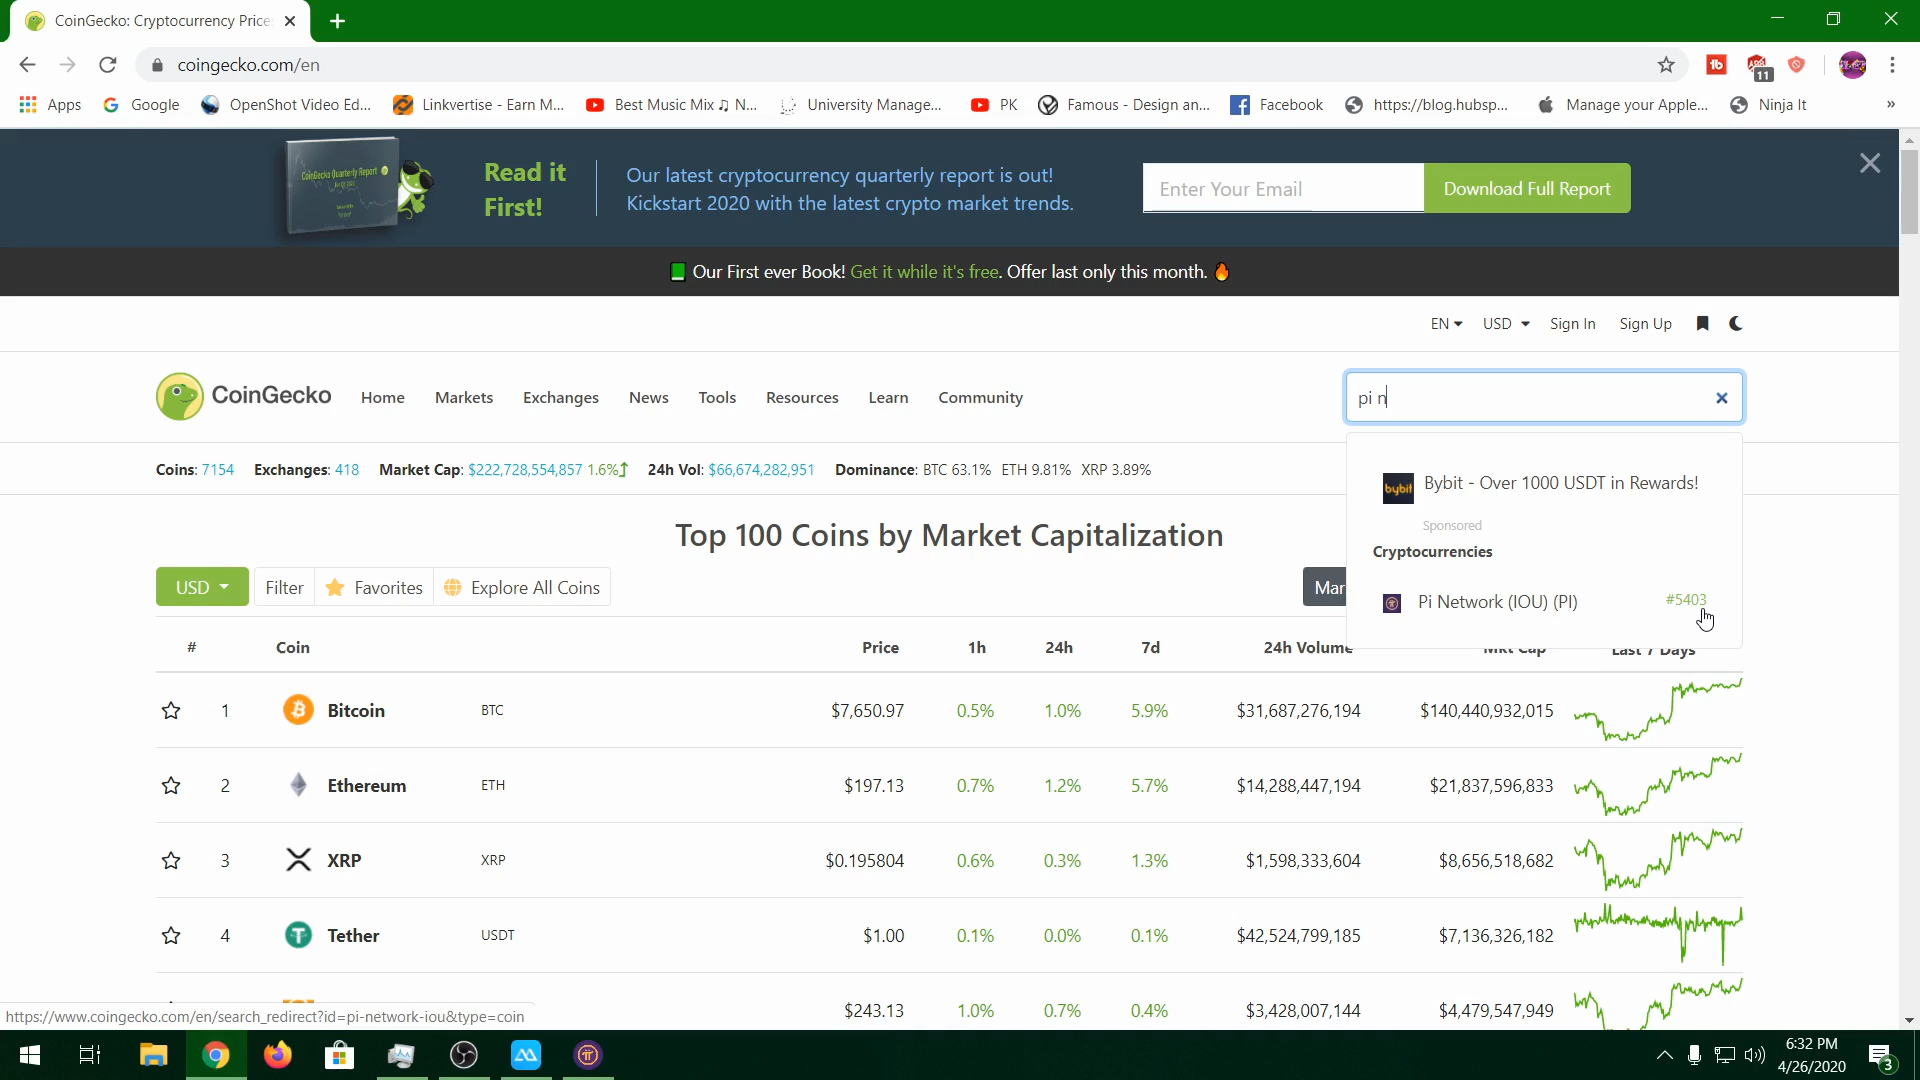 CoinGecko: Cryptocurrency Price
coingecko.com/en
11
Apps Google OpenShot Video Ed... Linkvertise - Earn M... Best Music Mix ♫ N... University Manage... PK Famous - Design an... Facebook https://blog.hubsp... Manage your Apple... Ninja It »
CoinGecko Quarterly Report
Read it
First!
Our latest cryptocurrency quarterly report is out!
Kickstart 2020 with the latest crypto market trends.
Enter Your Email
Download Full Report
Our First ever Book! Get it while it's free. Offer last only this month.
EN USD Sign In Sign Up
CoinGecko Home Markets Exchanges News Tools Resources Learn Community
pi n
Coins: 7154 Exchanges: 418 Market Cap: $222,728,554,857 1.6% 24h Vol: $66,674,282,951 Dominance: BTC 63.1% ETH 9.81% XRP 3.89%
bybit Bybit - Over 1000 USDT in Rewards!
Sponsored
Cryptocurrencies
Pi Network (IOU) (PI) #5403
Top 100 Coins by Market Capitalization
USD Filter Favorites Explore All Coins Mar
# Coin Price 1h 24h 7d 24h Volume Mkt Cap Last 7 Days
1 Bitcoin BTC $7,650.97 0.5% 1.0% 5.9% $31,687,276,194 $140,440,932,015
2 Ethereum ETH $197.13 0.7% 1.2% 5.7% $14,288,447,194 $21,837,596,833
3 XRP XRP $0.195804 0.6% 0.3% 1.3% $1,598,333,604 $8,656,518,682
4 Tether USDT $1.00 0.1% 0.0% 0.1% $42,524,799,185 $7,136,326,182
$243.13 1.0% 0.7% 0.4% $3,428,007,144 $4,479,547,949
https://www.coingecko.com/en/search_redirect?id=pi-network-iou&type=coin
6:32 PM
4/26/2020
3